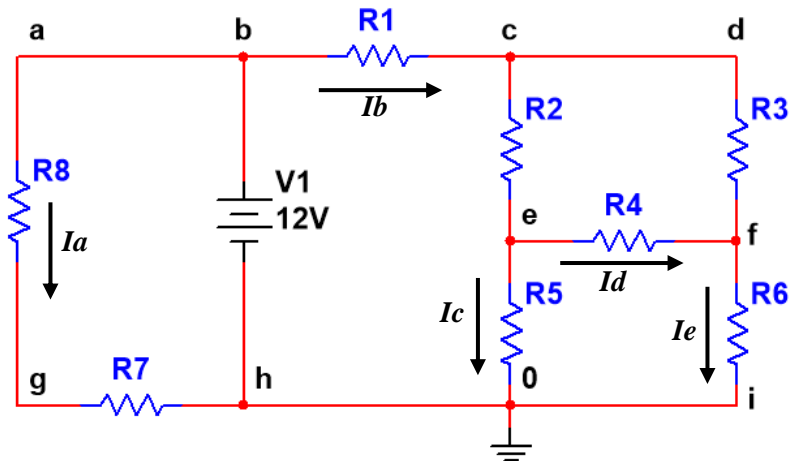 R1
a b c d
Ib
R2 R3
R8
V1
12V
R4
e f
Ia
Id
R5 R6
Ic Ie
R7
g h 0 i